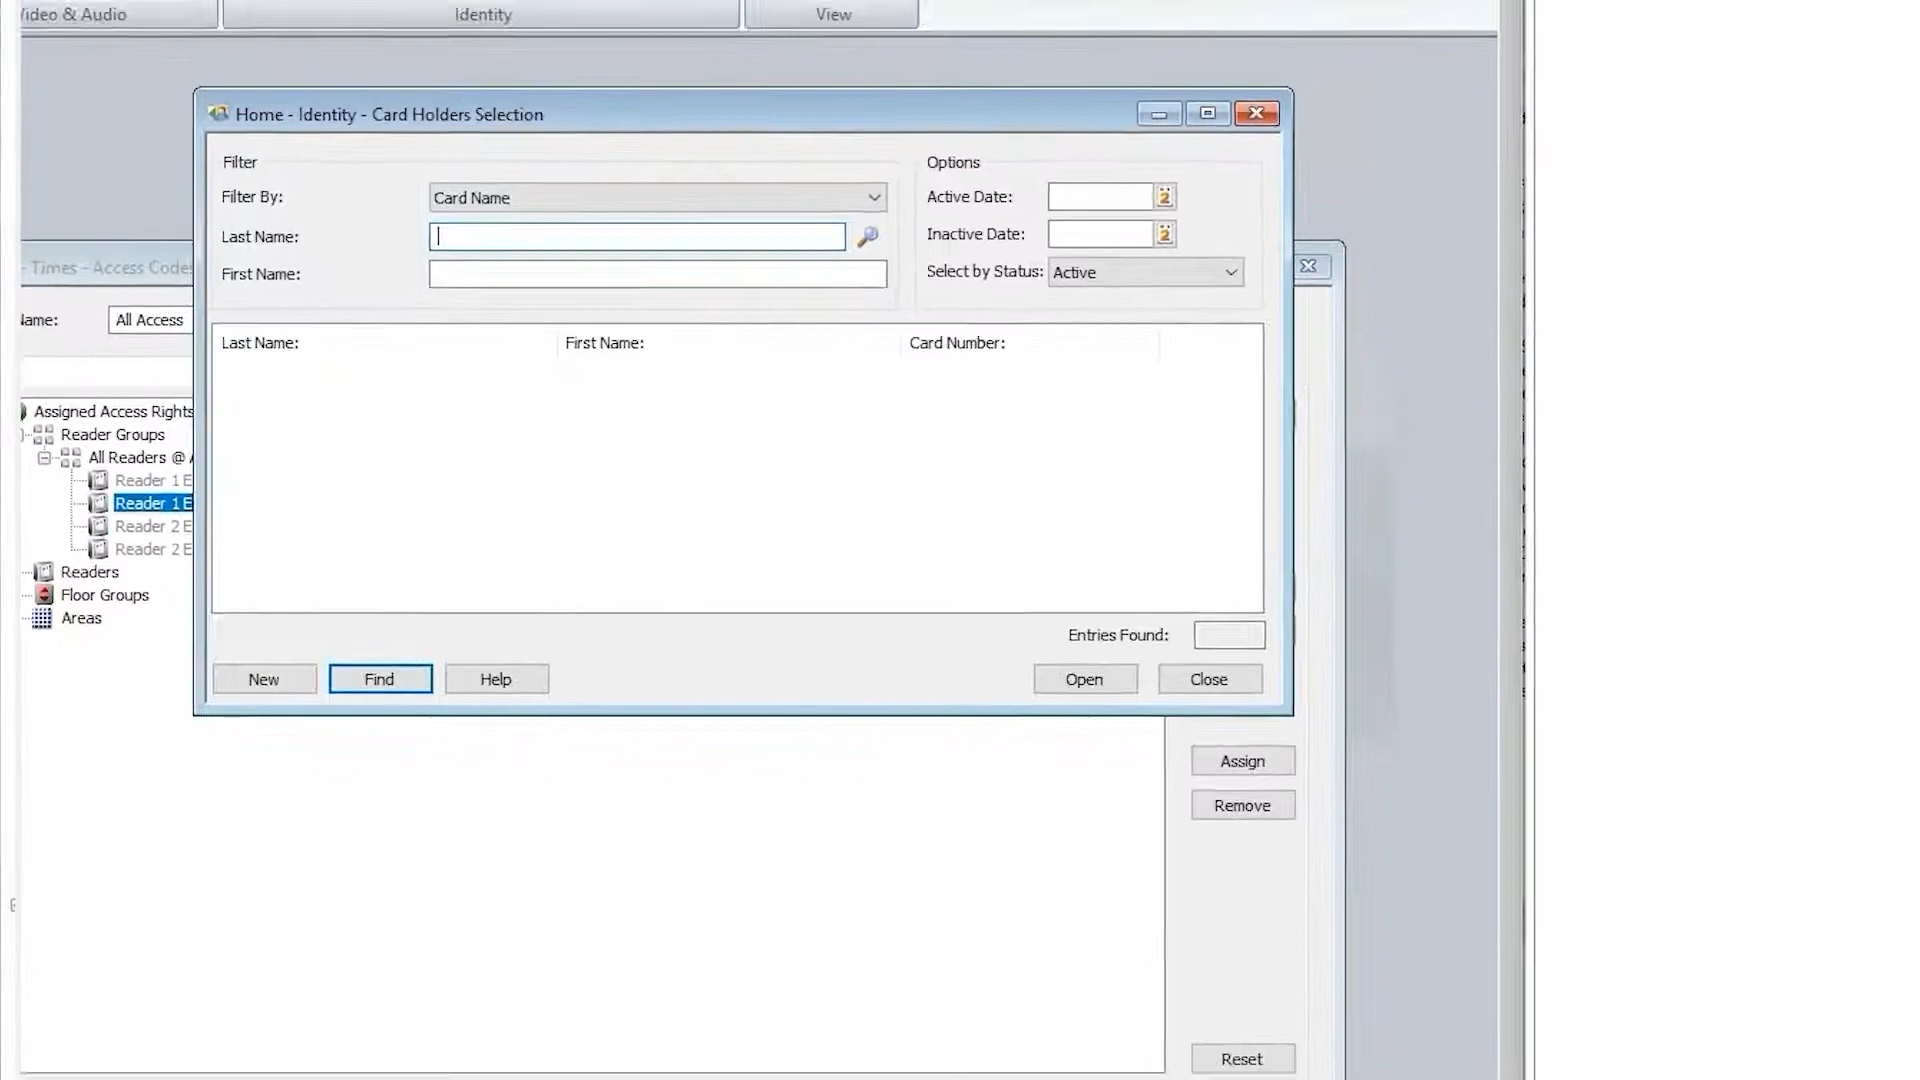 Video & Audio
Identity
View
Home - Identity - Card Holders Selection
Filter
Options
Filter By:
Card Name
Active Date:
2
Last Name:
Inactive Date:
2
First Name:
Select by Status:
Active
- Times - Access Codes
Name:
All Access
Last Name:
First Name:
Card Number:
Assigned Access Rights
Reader Groups
All Readers @
Reader 1 E
Reader 1 E
Reader 2 E
Reader 2 E
Readers
Floor Groups
Areas
Entries Found:
New
Find
Help
Open
Close
Assign
Remove
Reset